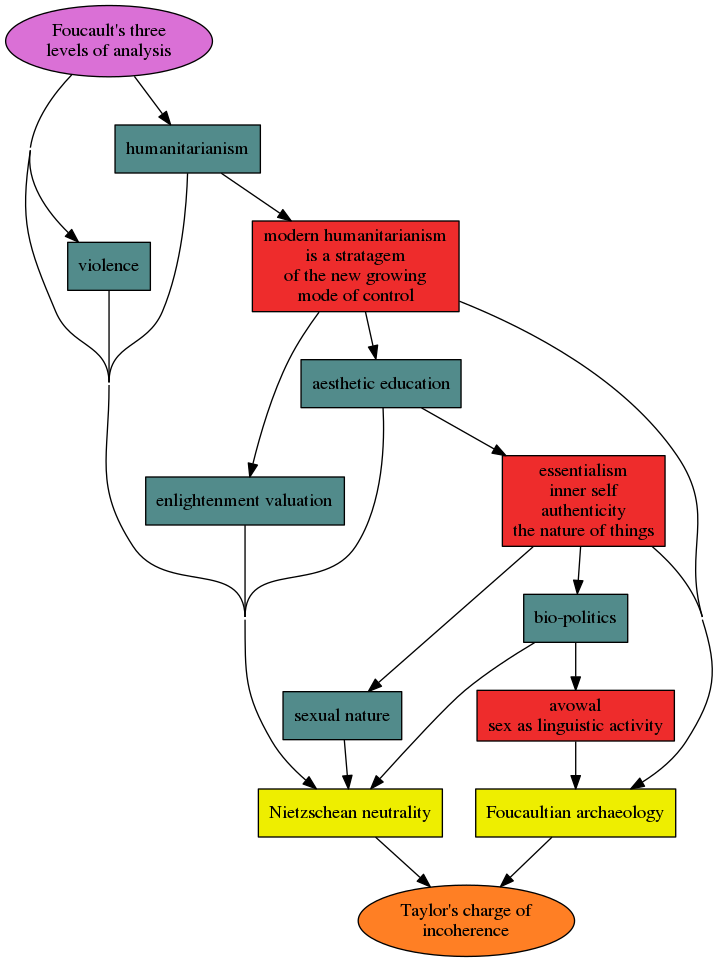 Foucault's three
levels of analysis
humanitarianism
modern humanitarianism
is a stratagem
of the new growing
mode of control
violence
aesthetic education
essentialism
inner self
authenticity
the nature of things
enlightenment valuation
bio-politics
sexual nature
avowal
sex as linguistic activity
Nietzschean neutrality
Foucaultian archaeology
Taylor's charge of
incoherence